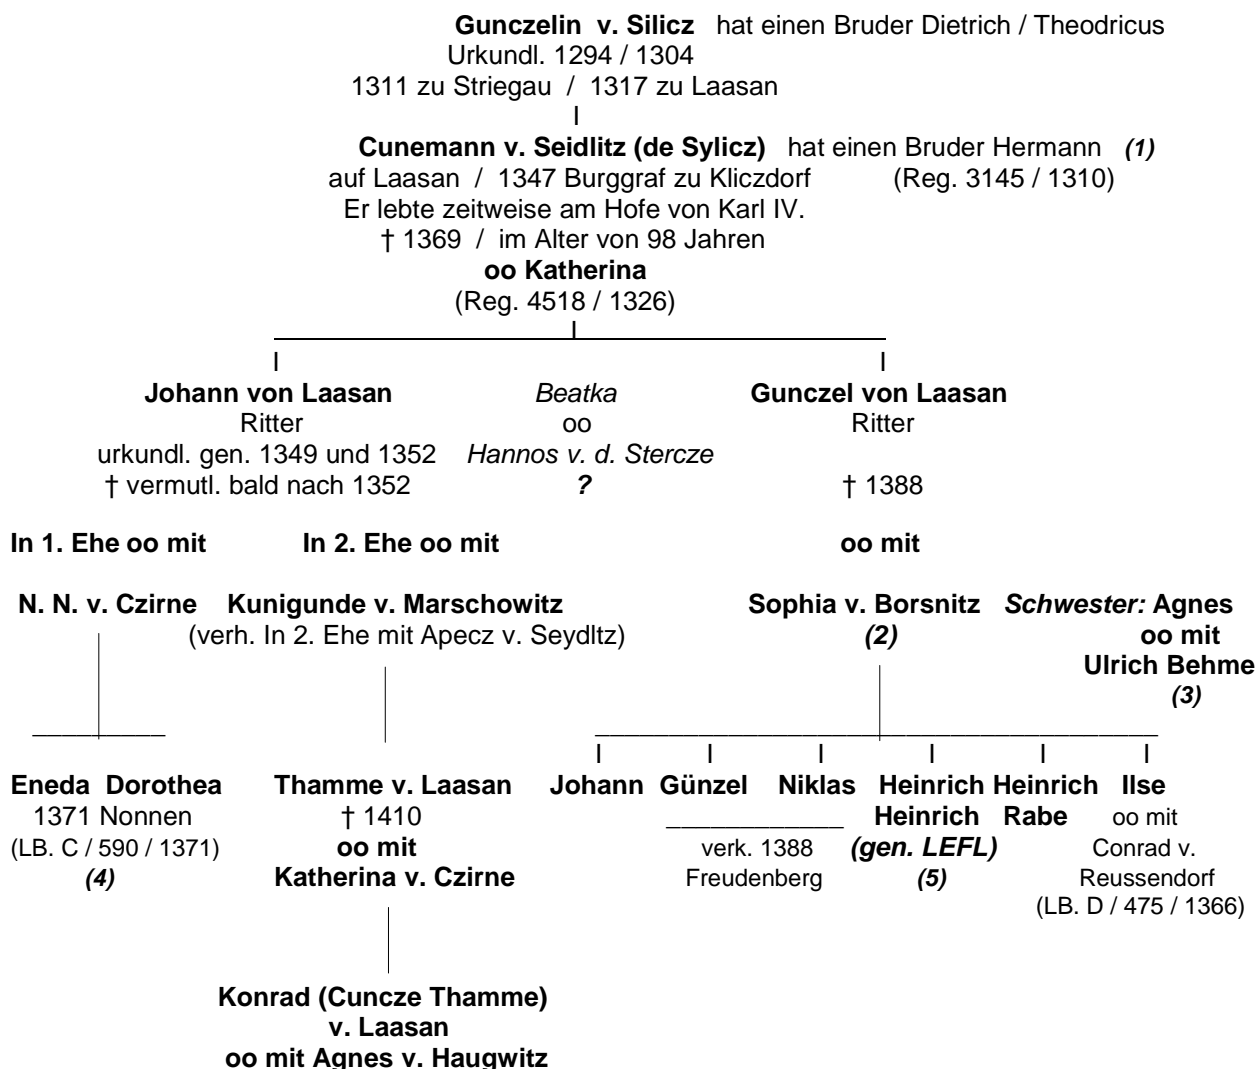 Gunczelin v. Silicz hat einen Bruder Dietrich / Theodricus
Urkundl. 1294 / 1304
1311 zu Striegau / 1317 zu Laasan
Cunemann v. Seidlitz (de Sylicz) hat einen Bruder Hermann (1)
auf Laasan / 1347 Burggraf zu Kliczdorf (Reg. 3145 / 1310)
Er lebte zeitweise am Hofe von Karl IV.
† 1369 / im Alter von 98 Jahren
oo Katherina
(Reg. 4518 / 1326)
Johann von Laasan Beatka Gunczel von Laasan
Ritter oo Ritter
urkundl. gen. 1349 und 1352 Hannos v. d. Stercze
† vermutl. bald nach 1352 ? † 1388
In 1. Ehe oo mit In 2. Ehe oo mit oo mit
N. N. v. Czirne Kunigunde v. Marschowitz Sophia v. Borsnitz Schwester: Agnes
(verh. In 2. Ehe mit Apecz v. Seydltz) (2) oo mit
Ulrich Behme
(3)
Eneda Dorothea Thamme v. Laasan Johann Günzel Niklas Heinrich Heinrich Ilse
1371 Nonnen † 1410 Heinrich Rabe oo mit
(LB. C / 590 / 1371) oo mit verk. 1388 (gen. LEFL) Conrad v.
(4) Katherina v. Czirne Freudenberg (5) Reussendorf
(LB. D / 475 / 1366)
Konrad (Cuncze Thamme)
v. Laasan
oo mit Agnes v. Haugwitz